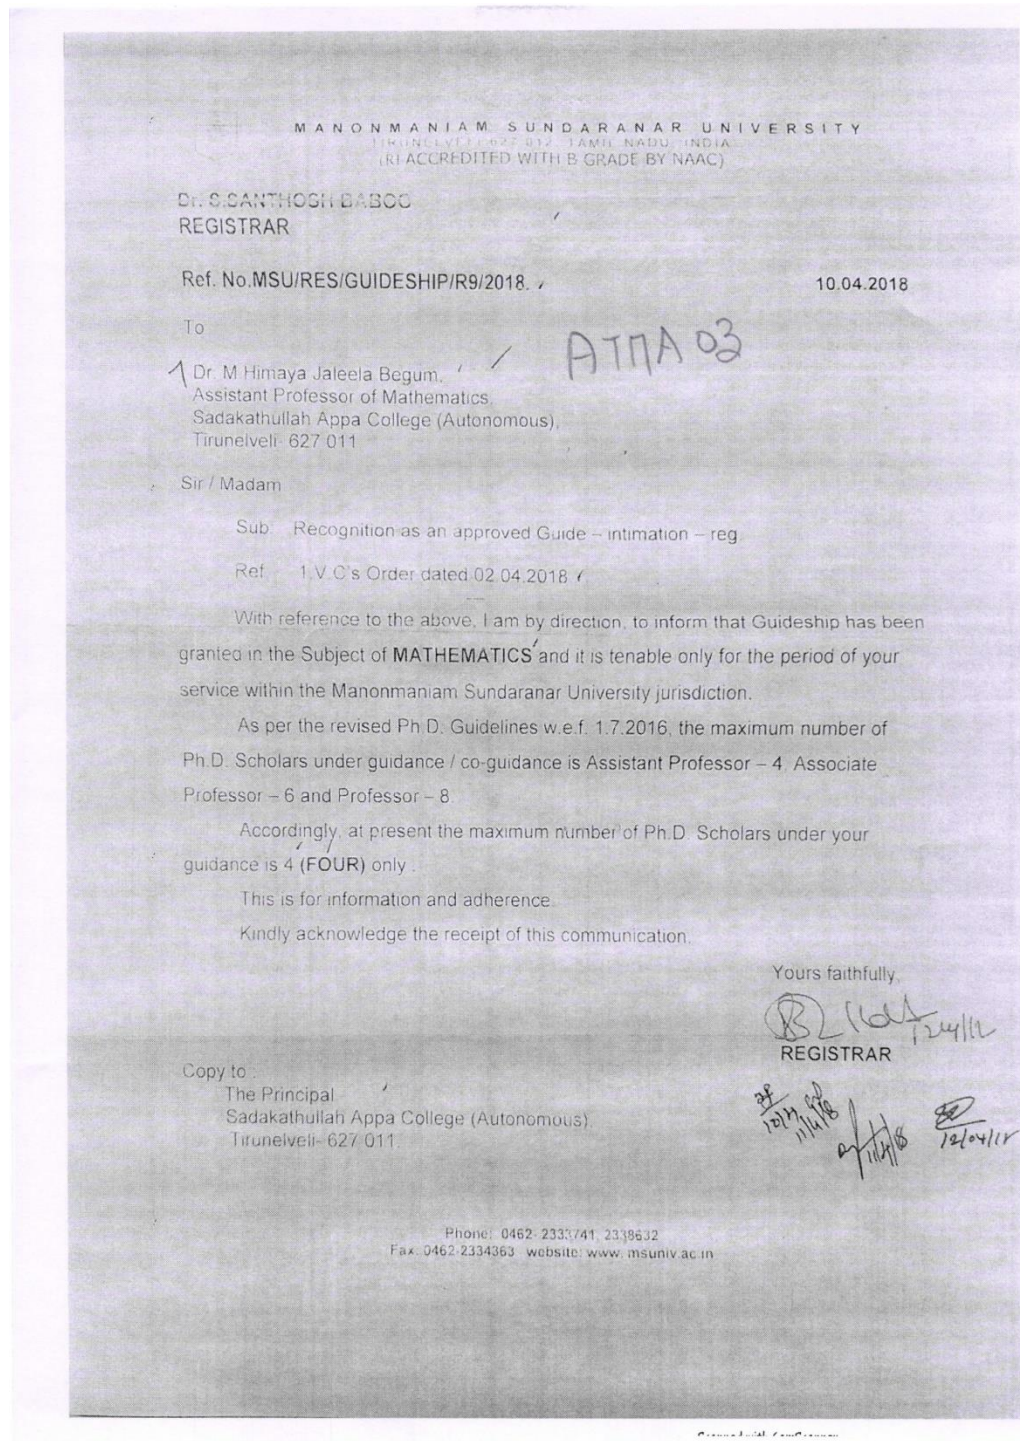 MANONMANIAM SUNDARANAR UNIVERSITY
TIRUNELVELI 627 012 TAMIL NADU, INDIA
(RE ACCREDITED WITH B GRADE BY NAAC)
Dr. S.SANTHOSH BABOO
REGISTRAR
Ref. No.MSU/RES/GUIDESHIP/R9/2018. 10.04.2018
To
Dr. M Himaya Jaleela Begum,
Assistant Professor of Mathematics,
Sadakathullah Appa College (Autonomous),
Tirunelveli- 627 011
Sir / Madam
Sub: Recognition as an approved Guide – intimation – reg
Ref: 1.V.C's Order dated 02.04.2018
With reference to the above, I am by direction, to inform that Guideship has been
granted in the Subject of MATHEMATICS and it is tenable only for the period of your
service within the Manonmaniam Sundaranar University jurisdiction.
As per the revised Ph.D. Guidelines w.e.f. 1.7.2016, the maximum number of
Ph.D. Scholars under guidance / co-guidance is Assistant Professor – 4, Associate
Professor – 6 and Professor – 8.
Accordingly, at present the maximum number of Ph.D. Scholars under your
guidance is 4 (FOUR) only .
This is for information and adherence.
Kindly acknowledge the receipt of this communication.
Yours faithfully,
REGISTRAR
Copy to :
The Principal
Sadakathullah Appa College (Autonomous)
Tirunelveli- 627 011
11/4/18
11/4/18
Phone: 0462- 2333741, 2338632
Fax: 0462-2334363 website: www. msuniv.ac.in